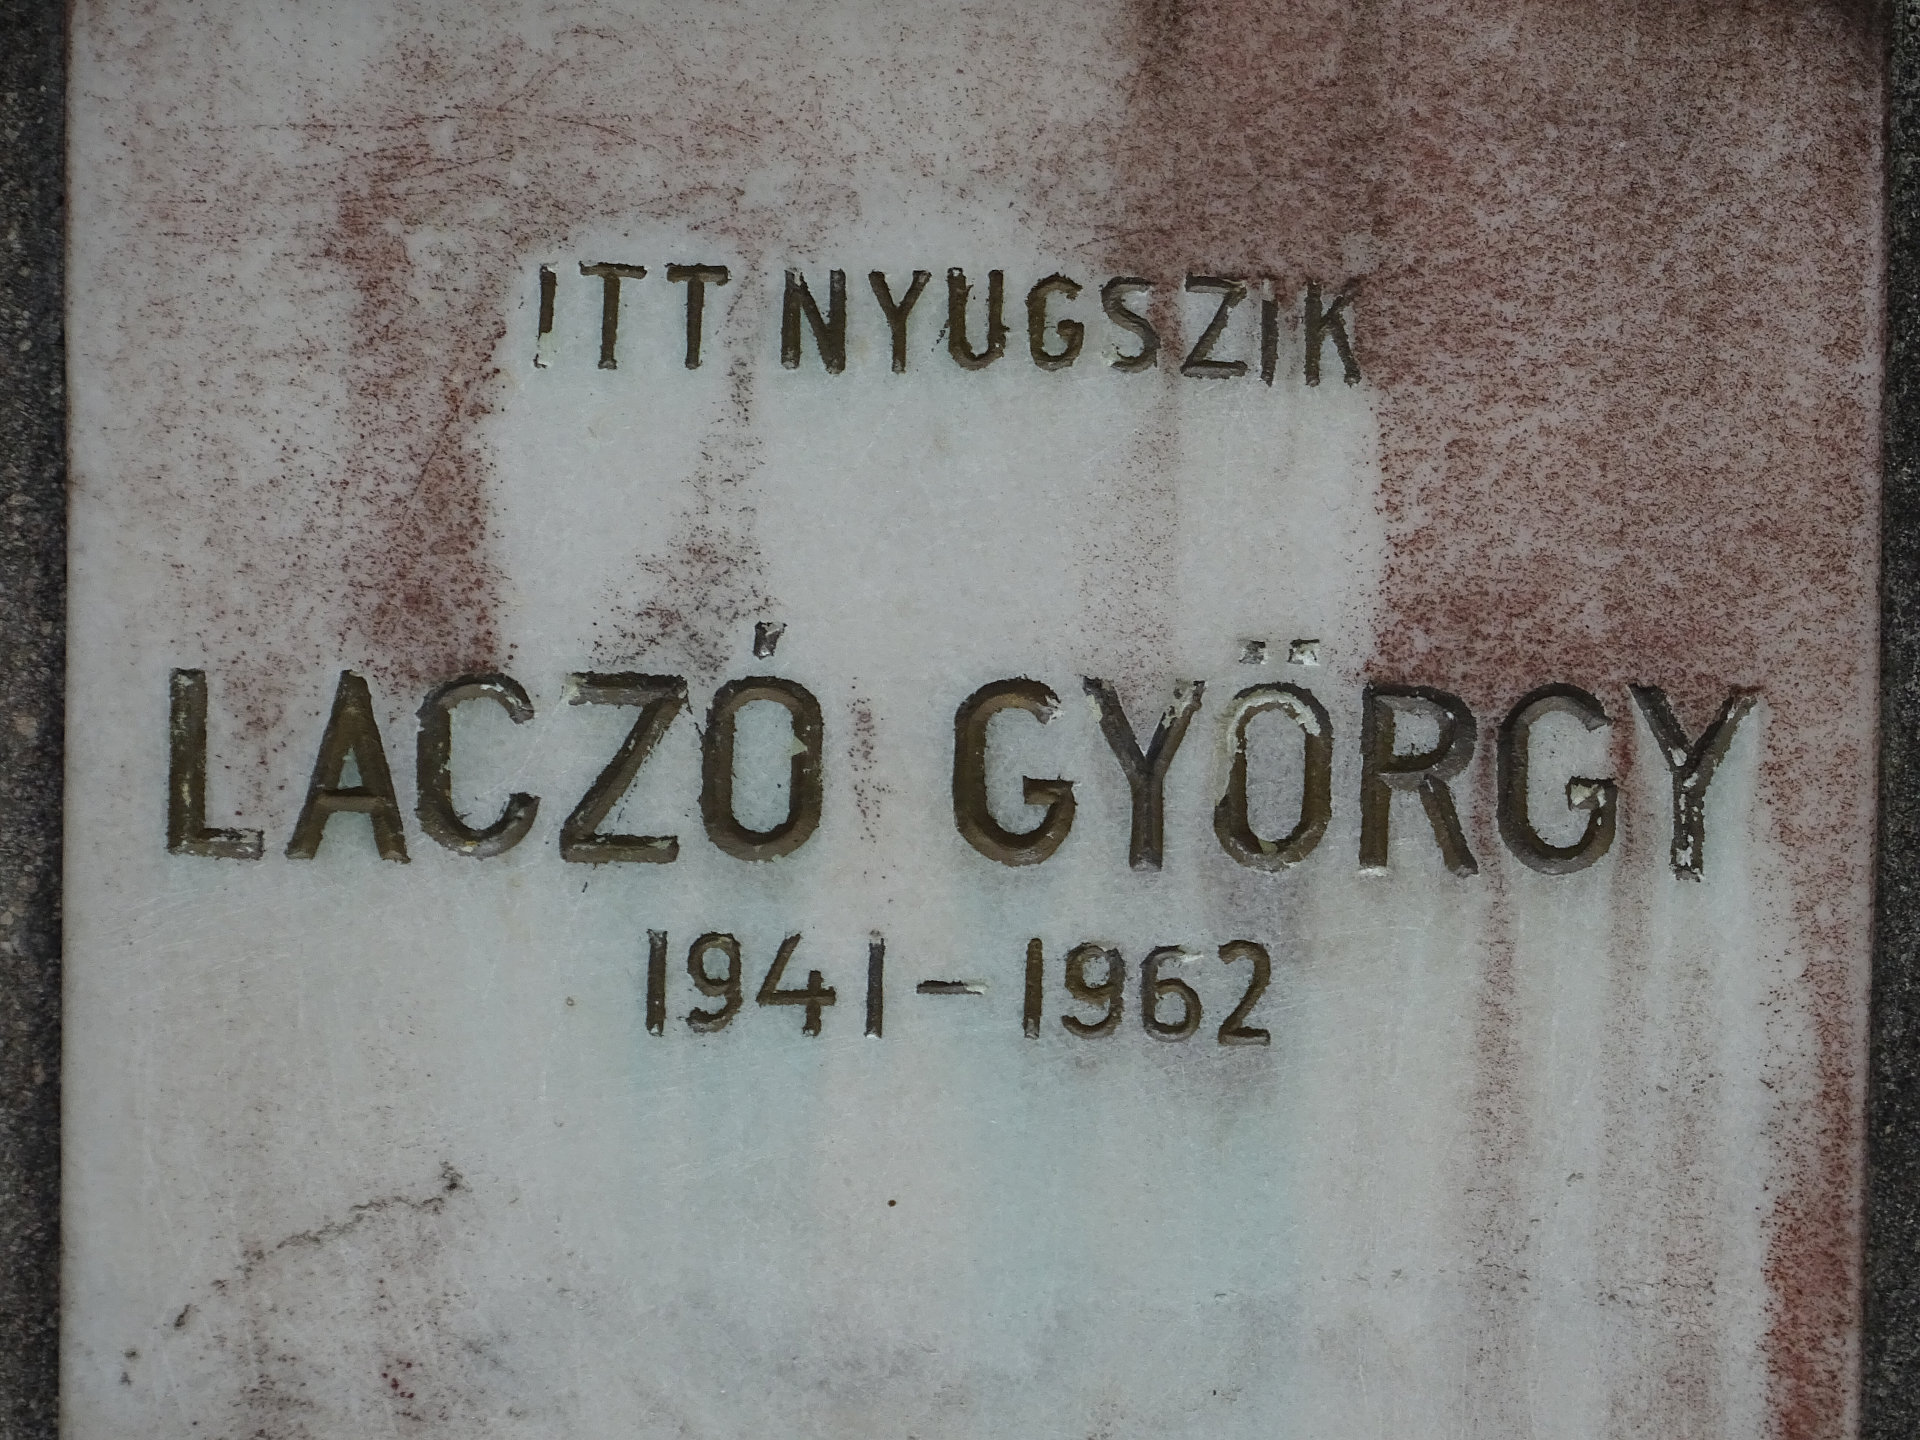 ITT NYUGSZIK
LACZÓ GYÖRGY
1941 - 1962